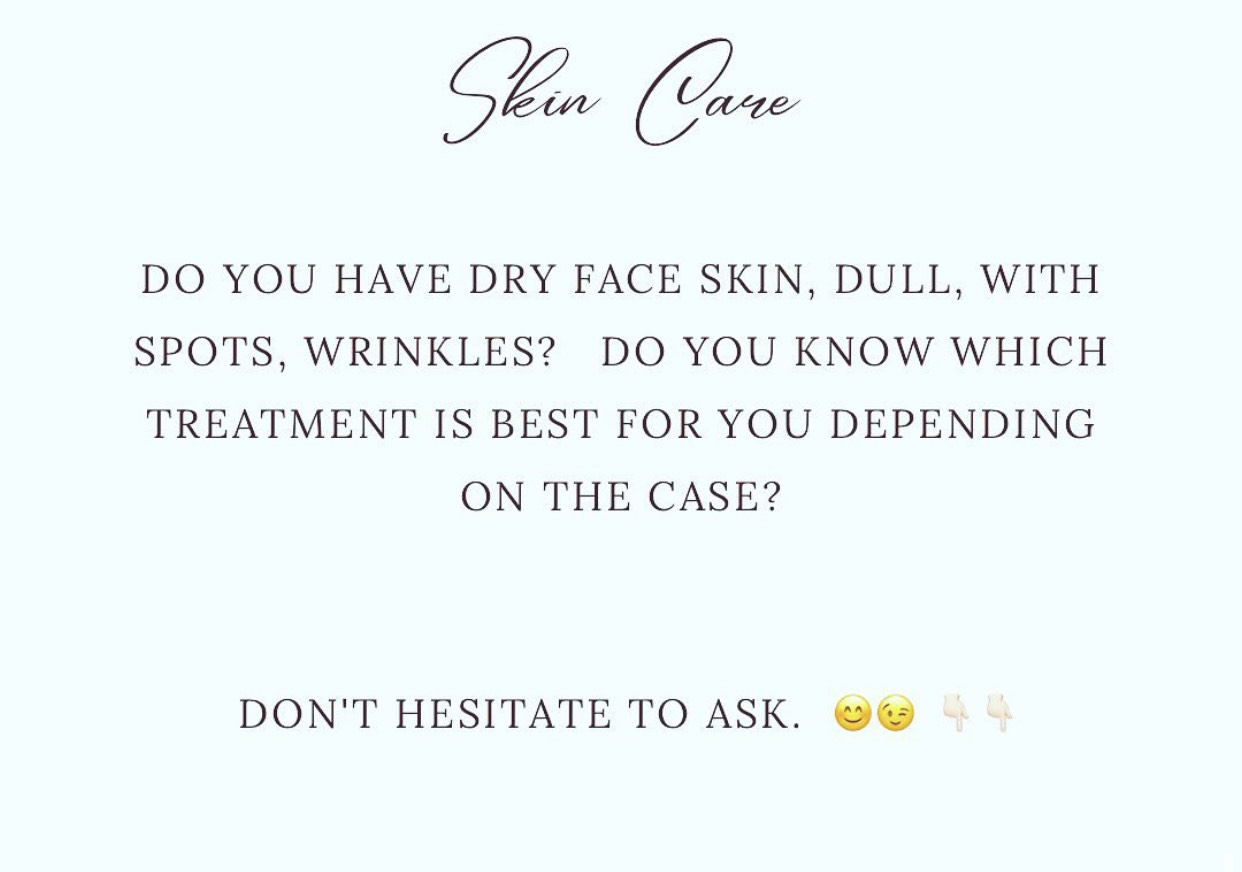 Skin Care
DO YOU HAVE DRY FACE SKIN, DULL, WITH
SPOTS, WRINKLES? DO YOU KNOW WHICH
TREATMENT IS BEST FOR YOU DEPENDING
ON THE CASE?
DON'T HESITATE TO ASK. 😊😉 👇🏻👇🏻